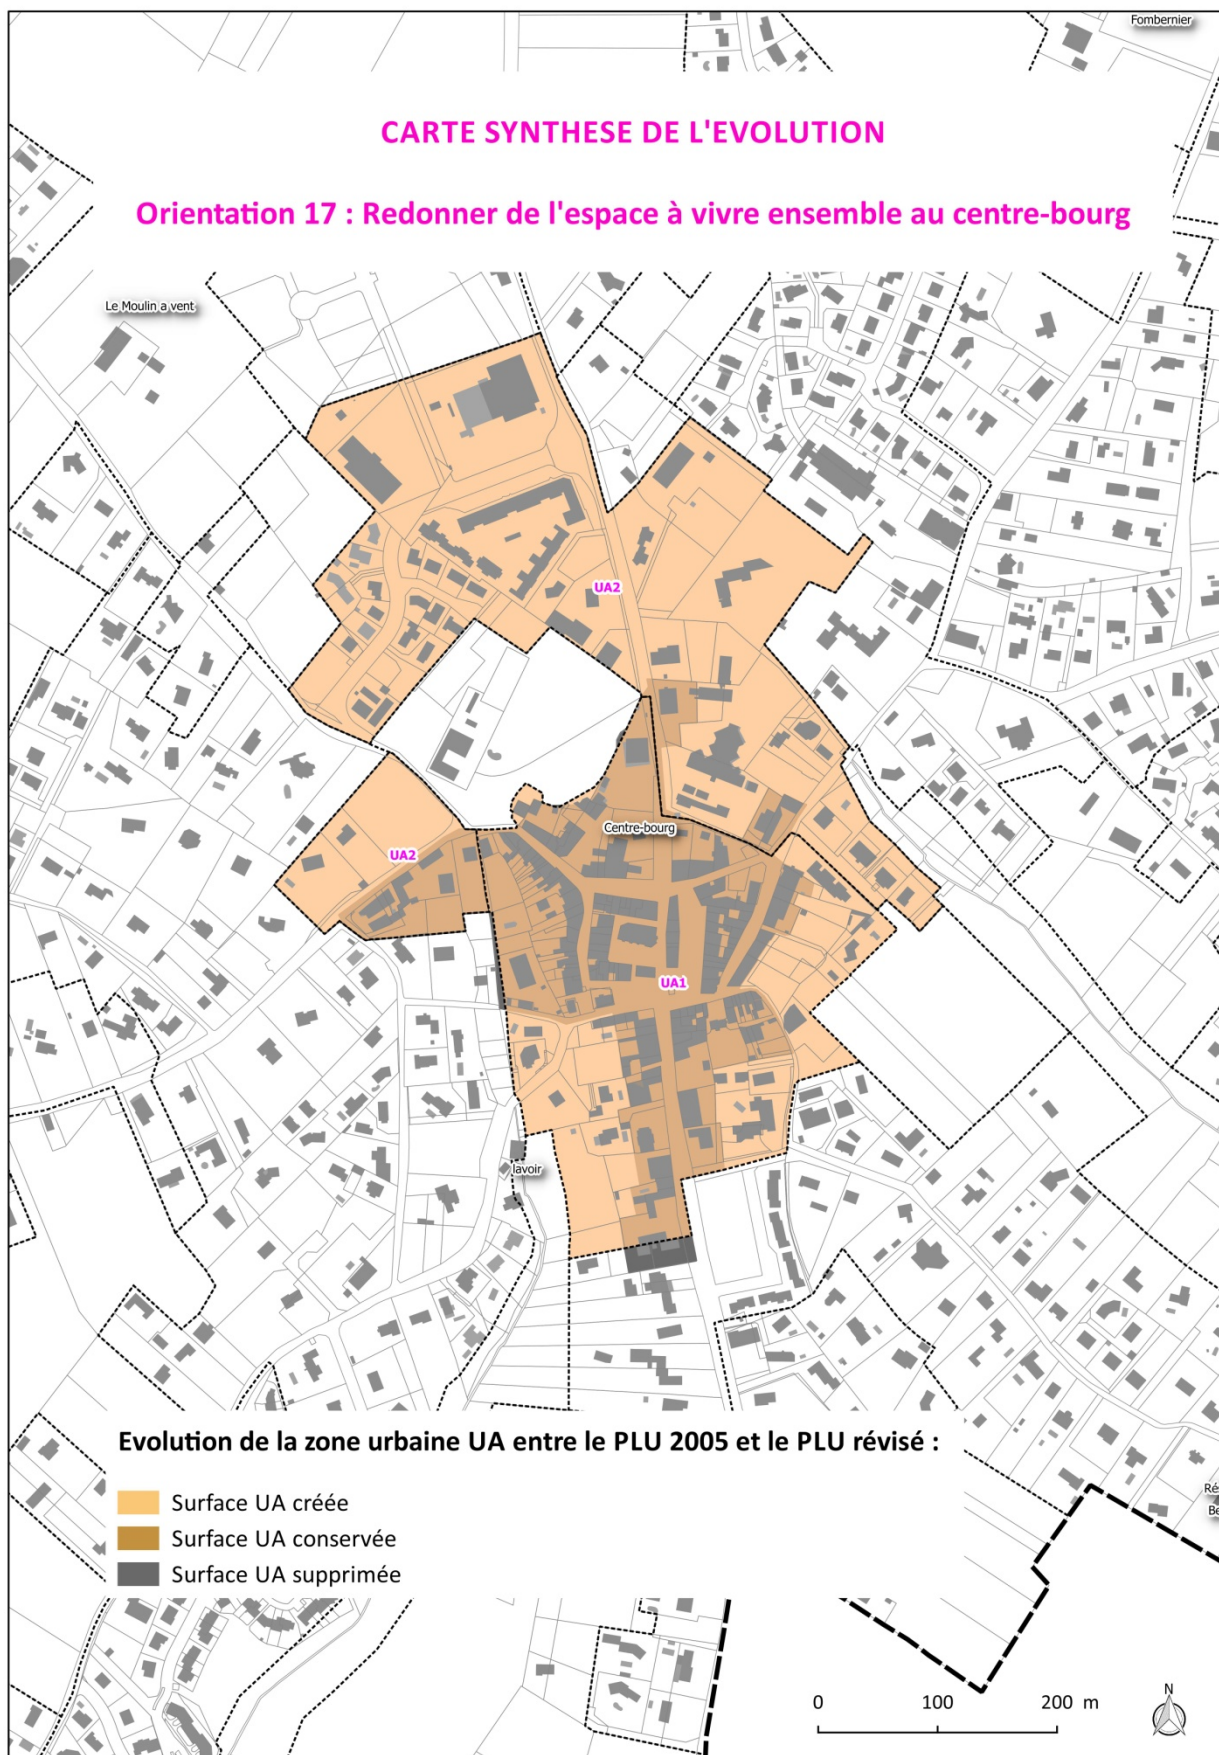 Fombernier
CARTE SYNTHESE DE L'EVOLUTION
Orientation 17 : Redonner de l'espace à vivre ensemble au centre-bourg
Le Moulin a vent
UA2
Centre-bourg
UA2
UA1
lavoir
Evolution de la zone urbaine UA entre le PLU 2005 et le PLU révisé :
Surface UA créée
Surface UA conservée
Surface UA supprimée
Ré
Be
0 100 200 m
N